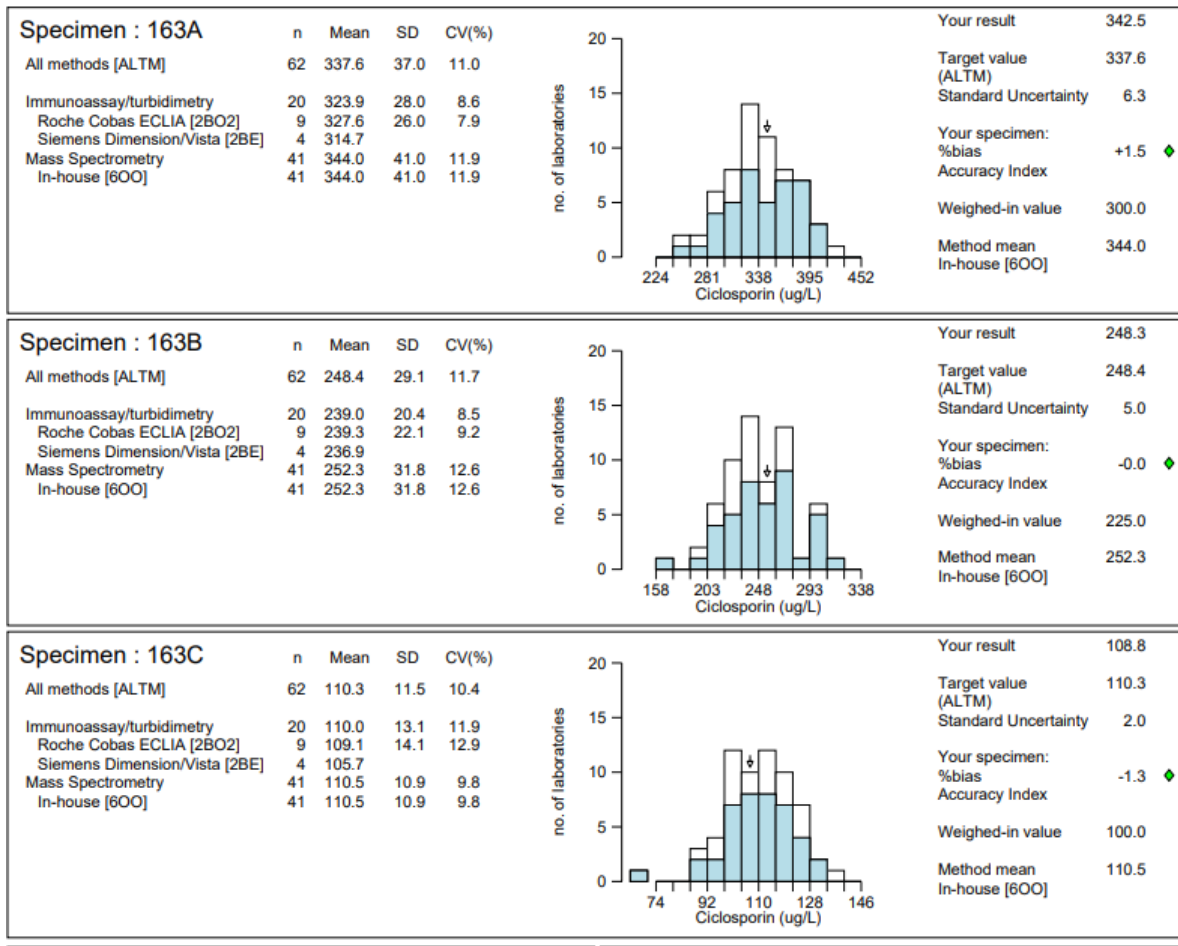 Specimen : 163A n Mean SD CV(%)
All methods [ALTM] 62 337.6 37.0 11.0
Immunoassay/turbidimetry 20 323.9 28.0 8.6
Roche Cobas ECLIA [2BO2] 9 327.6 26.0 7.9
Siemens Dimension/Vista [2BE] 4 314.7
Mass Spectrometry 41 344.0 41.0 11.9
In-house [6OO] 41 344.0 41.0 11.9
no. of laboratories
20
15
10
5
0
224 281 338 395 452
Ciclosporin (ug/L)
Your result 342.5
Target value 337.6
(ALTM)
Standard Uncertainty 6.3
Your specimen:
%bias +1.5
Accuracy Index
Weighed-in value 300.0
Method mean 344.0
In-house [6OO]
Specimen : 163B n Mean SD CV(%)
All methods [ALTM] 62 248.4 29.1 11.7
Immunoassay/turbidimetry 20 239.0 20.4 8.5
Roche Cobas ECLIA [2BO2] 9 239.3 22.1 9.2
Siemens Dimension/Vista [2BE] 4 236.9
Mass Spectrometry 41 252.3 31.8 12.6
In-house [6OO] 41 252.3 31.8 12.6
no. of laboratories
20
15
10
5
0
158 203 248 293 338
Ciclosporin (ug/L)
Your result 248.3
Target value 248.4
(ALTM)
Standard Uncertainty 5.0
Your specimen:
%bias -0.0
Accuracy Index
Weighed-in value 225.0
Method mean 252.3
In-house [6OO]
Specimen : 163C n Mean SD CV(%)
All methods [ALTM] 62 110.3 11.5 10.4
Immunoassay/turbidimetry 20 110.0 13.1 11.9
Roche Cobas ECLIA [2BO2] 9 109.1 14.1 12.9
Siemens Dimension/Vista [2BE] 4 105.7
Mass Spectrometry 41 110.5 10.9 9.8
In-house [6OO] 41 110.5 10.9 9.8
no. of laboratories
20
15
10
5
0
74 92 110 128 146
Ciclosporin (ug/L)
Your result 108.8
Target value 110.3
(ALTM)
Standard Uncertainty 2.0
Your specimen:
%bias -1.3
Accuracy Index
Weighed-in value 100.0
Method mean 110.5
In-house [6OO]